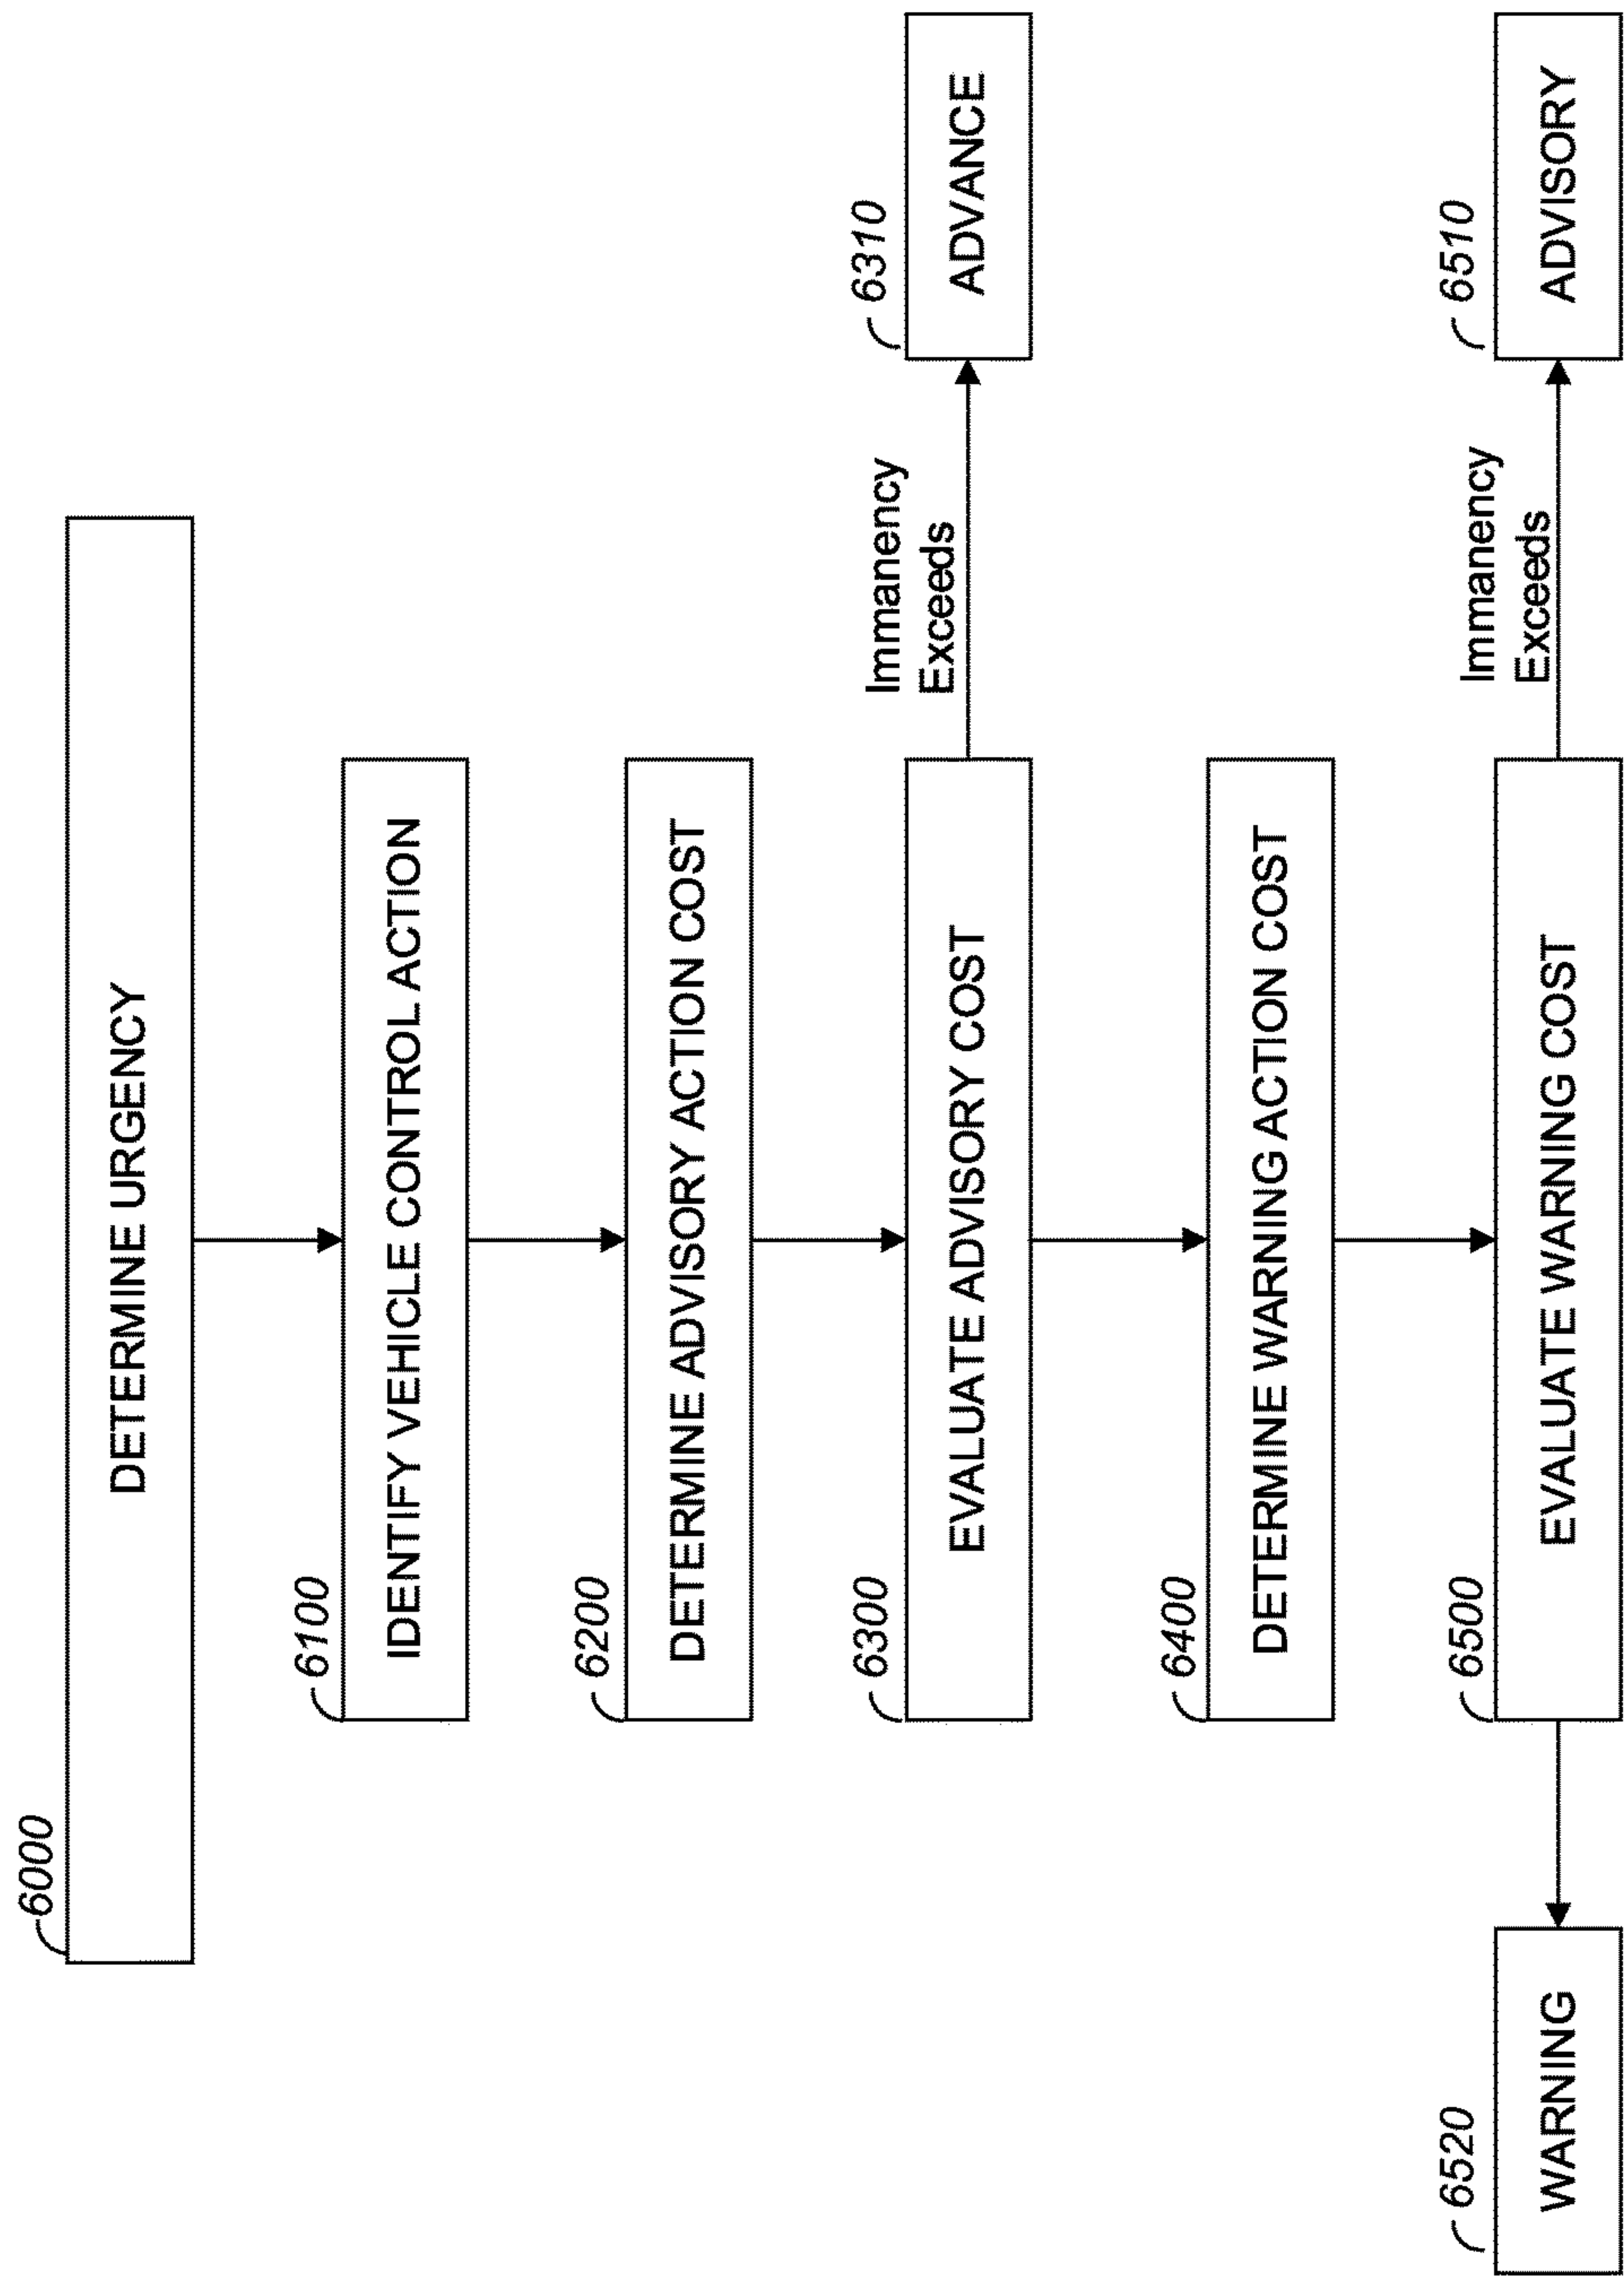 6000
DETERMINE URGENCY
6100
IDENTIFY VEHICLE CONTROL ACTION
6200
DETERMINE ADVISORY ACTION COST
6300
EVALUATE ADVISORY COST
Immanency
Exceeds
6310
ADVANCE
6400
DETERMINE WARNING ACTION COST
6500
EVALUATE WARNING COST
Immanency
Exceeds
6510
ADVISORY
6520
WARNING